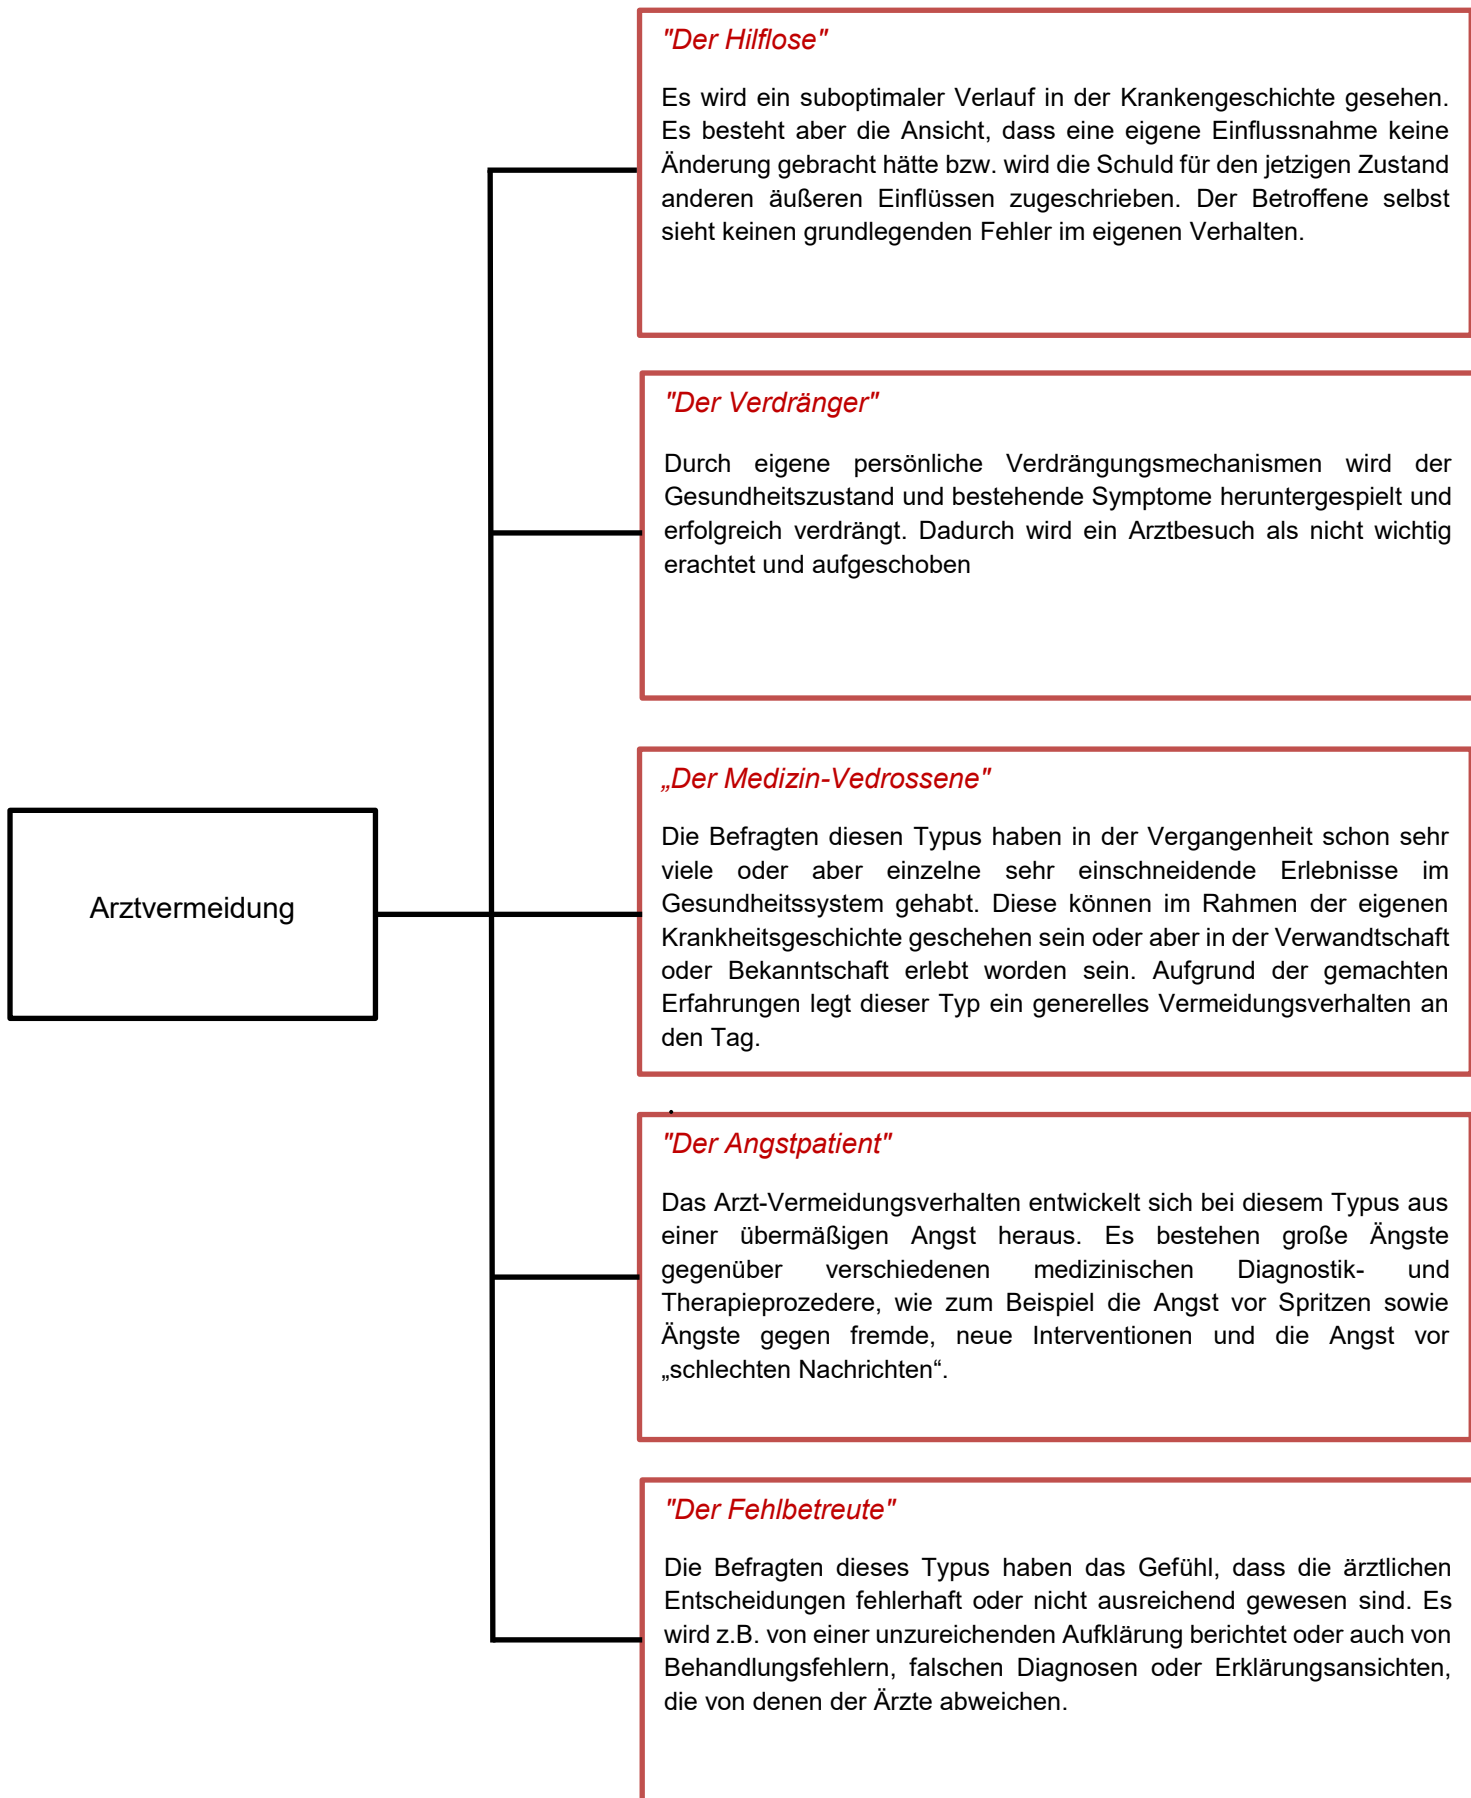 "Der Hilflose"
Es wird ein suboptimaler Verlauf in der Krankengeschichte gesehen.
Es besteht aber die Ansicht, dass eine eigene Einflussnahme keine
Änderung gebracht hätte bzw. wird die Schuld für den jetzigen Zustand
anderen äußeren Einflüssen zugeschrieben. Der Betroffene selbst
sieht keinen grundlegenden Fehler im eigenen Verhalten.
"Der Verdränger"
Durch eigene persönliche Verdrängungsmechanismen wird der
Gesundheitszustand und bestehende Symptome heruntergespielt und
erfolgreich verdrängt. Dadurch wird ein Arztbesuch als nicht wichtig
erachtet und aufgeschoben
Arztvermeidung
„Der Medizin-Vedrossene"
Die Befragten diesen Typus haben in der Vergangenheit schon sehr
viele oder aber einzelne sehr einschneidende Erlebnisse im
Gesundheitssystem gehabt. Diese können im Rahmen der eigenen
Krankheitsgeschichte geschehen sein oder aber in der Verwandtschaft
oder Bekanntschaft erlebt worden sein. Aufgrund der gemachten
Erfahrungen legt dieser Typ ein generelles Vermeidungsverhalten an
den Tag.
.
"Der Angstpatient"
Das Arzt-Vermeidungsverhalten entwickelt sich bei diesem Typus aus
einer übermäßigen Angst heraus. Es bestehen große Ängste
gegenüber verschiedenen medizinischen Diagnostik- und
Therapieprozedere, wie zum Beispiel die Angst vor Spritzen sowie
Ängste gegen fremde, neue Interventionen und die Angst vor
„schlechten Nachrichten“.
"Der Fehlbetreute"
Die Befragten dieses Typus haben das Gefühl, dass die ärztlichen
Entscheidungen fehlerhaft oder nicht ausreichend gewesen sind. Es
wird z.B. von einer unzureichenden Aufklärung berichtet oder auch von
Behandlungsfehlern, falschen Diagnosen oder Erklärungsansichten,
die von denen der Ärzte abweichen.